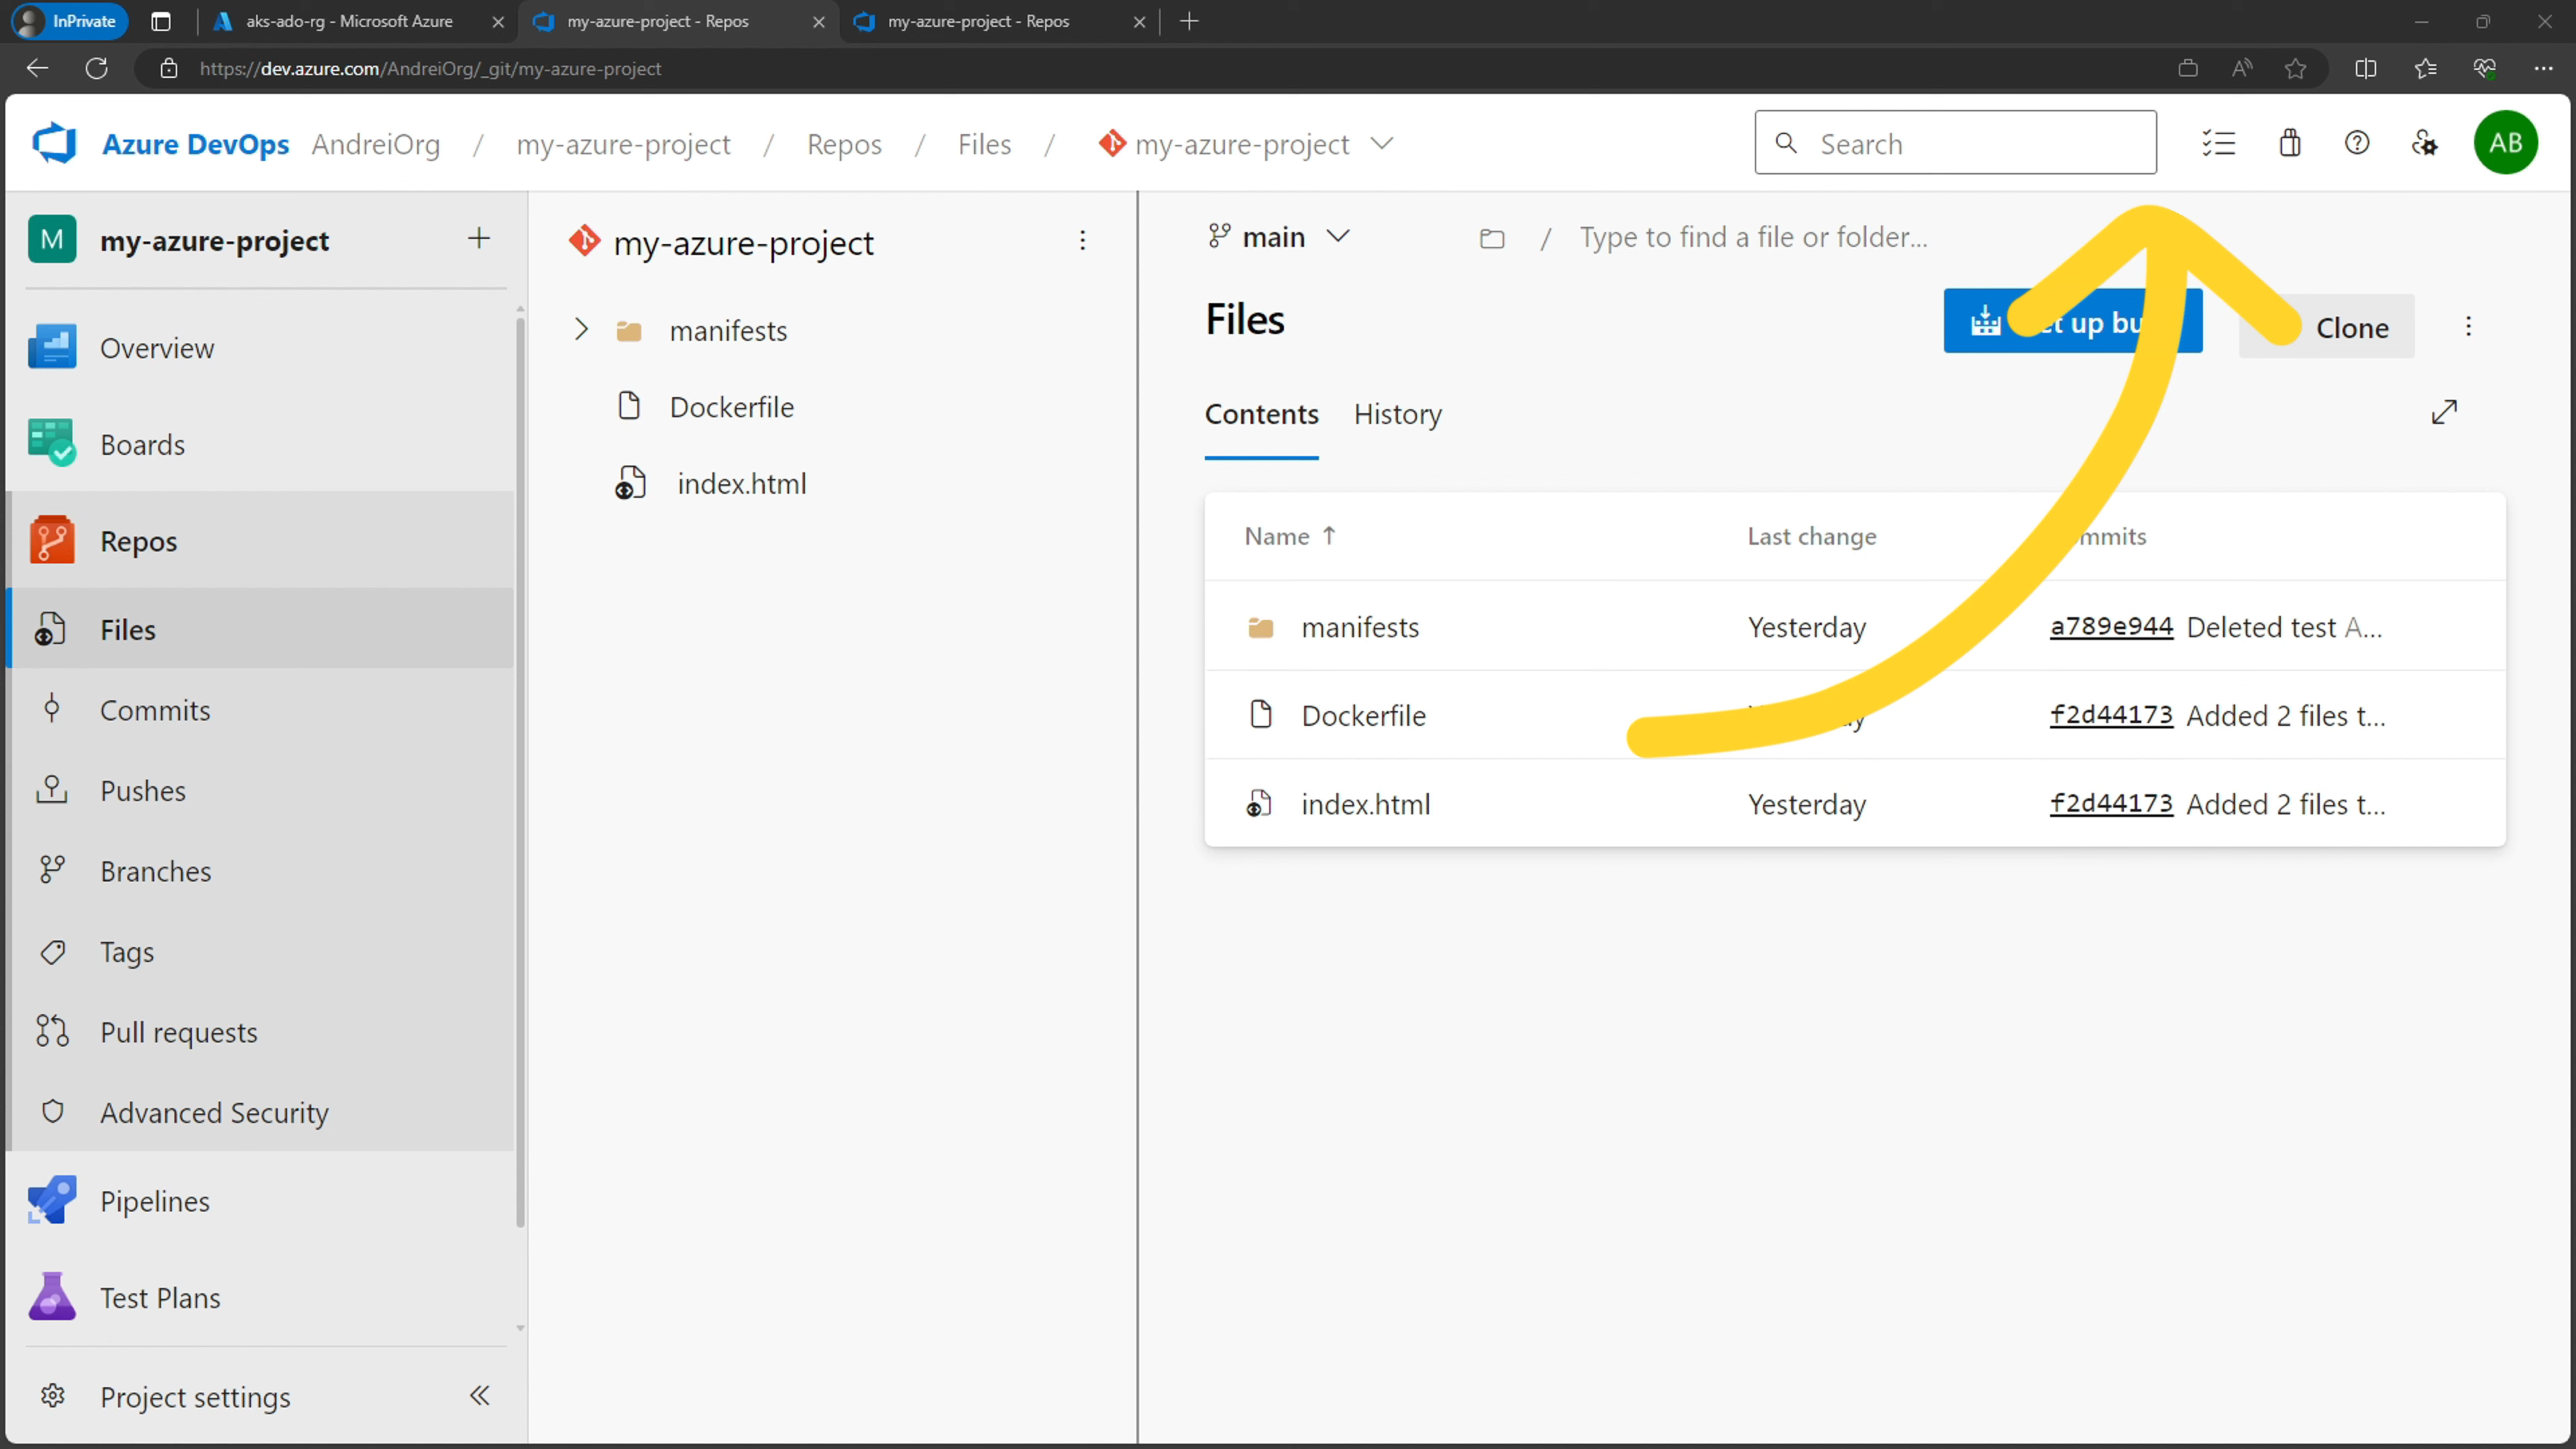 InPrivate
aks-ado-rg - Microsoft Azure
my-azure-project - Repos
my-azure-project - Repos
https://dev.azure.com/AndreiOrg/_git/my-azure-project
Azure DevOps AndreiOrg / my-azure-project / Repos / Files / my-azure-project
Search
AB
M my-azure-project
Overview
Boards
Repos
Files
Commits
Pushes
Branches
Tags
Pull requests
Advanced Security
Pipelines
Test Plans
Project settings
my-azure-project
manifests
Dockerfile
index.html
main / Type to find a file or folder...
Files
up
Clone
Contents History
Name Last change
manifests Yesterday a789e944 Deleted test A...
Dockerfile f2d44173 Added 2 files t...
index.html Yesterday f2d44173 Added 2 files t...